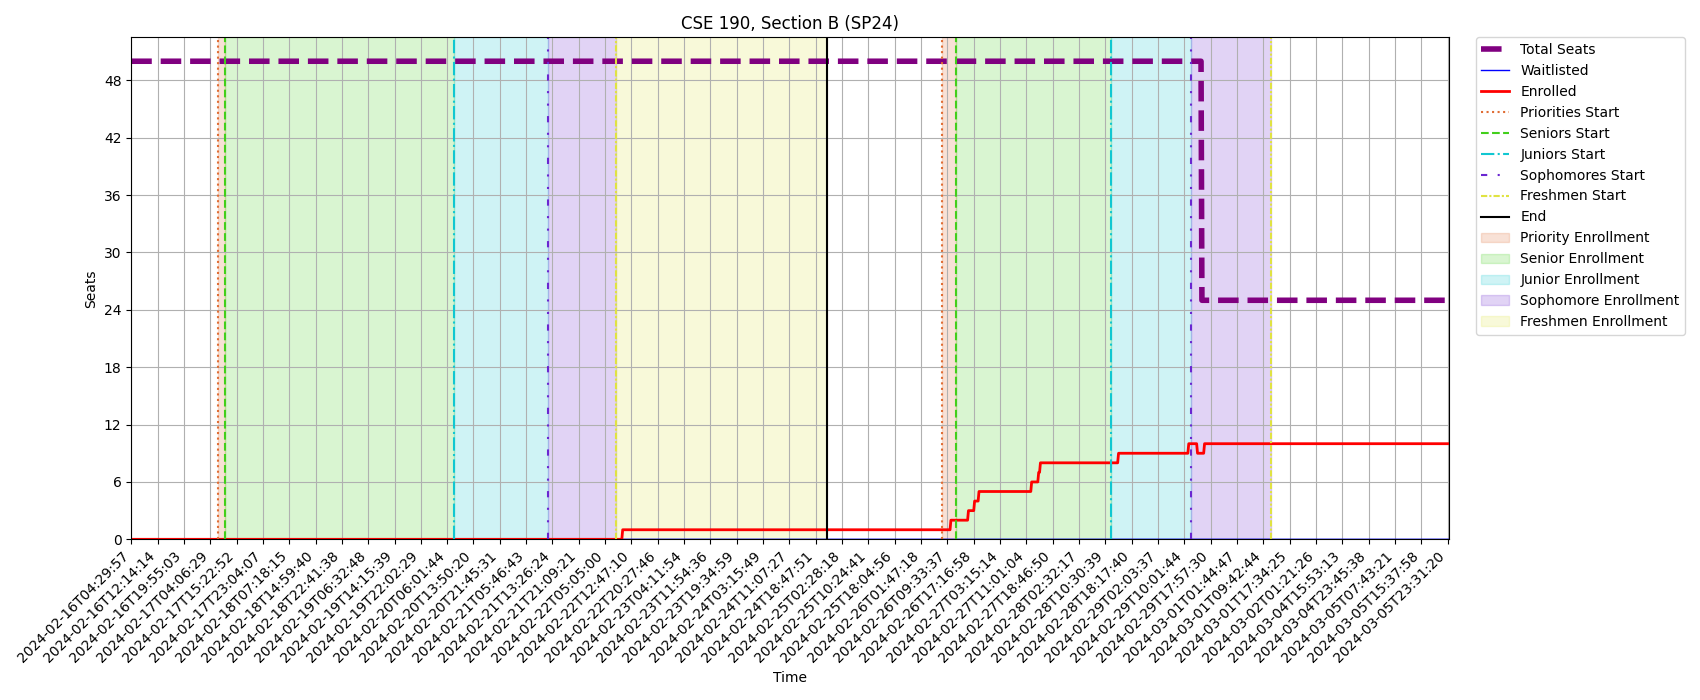 CSE 190, Section B (SP24)
Seats
48
42
36
30
24
18
12
6
0
2024-02-16T04:29:57
2024-02-16T12:14:14
2024-02-16T19:55:03
2024-02-17T04:06:29
2024-02-17T15:22:52
2024-02-17T23:04:07
2024-02-18T07:18:15
2024-02-18T14:59:40
2024-02-18T22:41:38
2024-02-19T06:32:48
2024-02-19T14:15:39
2024-02-19T22:02:29
2024-02-20T06:01:44
2024-02-20T13:50:20
2024-02-20T21:45:31
2024-02-21T05:46:43
2024-02-21T13:26:24
2024-02-21T21:09:21
2024-02-22T05:05:00
2024-02-22T12:47:10
2024-02-22T20:27:46
2024-02-23T04:11:54
2024-02-23T11:54:36
2024-02-23T19:34:59
2024-02-24T03:15:49
2024-02-24T11:07:27
2024-02-24T18:47:51
2024-02-25T02:28:18
2024-02-25T10:24:41
2024-02-25T18:04:56
2024-02-26T01:47:18
2024-02-26T09:33:37
2024-02-26T17:16:58
2024-02-27T03:15:14
2024-02-27T11:01:04
2024-02-27T18:46:50
2024-02-28T02:32:17
2024-02-28T10:30:39
2024-02-28T18:17:40
2024-02-29T02:03:37
2024-02-29T10:01:44
2024-02-29T17:57:30
2024-03-01T01:44:47
2024-03-01T09:42:44
2024-03-01T17:34:25
2024-03-02T01:21:26
2024-03-04T15:53:13
2024-03-04T23:45:38
2024-03-05T07:43:21
2024-03-05T15:37:58
2024-03-05T23:31:20
Time
Total Seats
Waitlisted
Enrolled
Priorities Start
Seniors Start
Juniors Start
Sophomores Start
Freshmen Start
End
Priority Enrollment
Senior Enrollment
Junior Enrollment
Sophomore Enrollment
Freshmen Enrollment